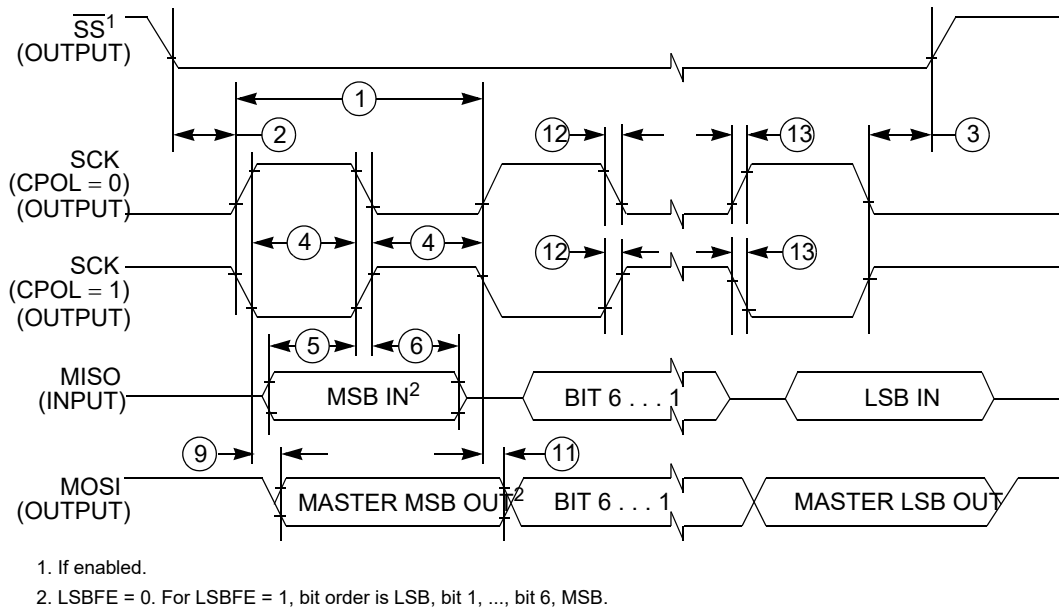 SS1
(OUTPUT)
1
2
12
13
3
SCK
(CPOL = 0)
(OUTPUT)
4
4
SCK
(CPOL = 1)
(OUTPUT)
12
13
5
6
MISO
(INPUT)
MSB IN2
BIT 6 . . . 1
LSB IN
9
11
MOSI
(OUTPUT)
MASTER MSB OUT2
BIT 6 . . . 1
MASTER LSB OUT
1. If enabled.
2. LSBFE = 0. For LSBFE = 1, bit order is LSB, bit 1, ..., bit 6, MSB.